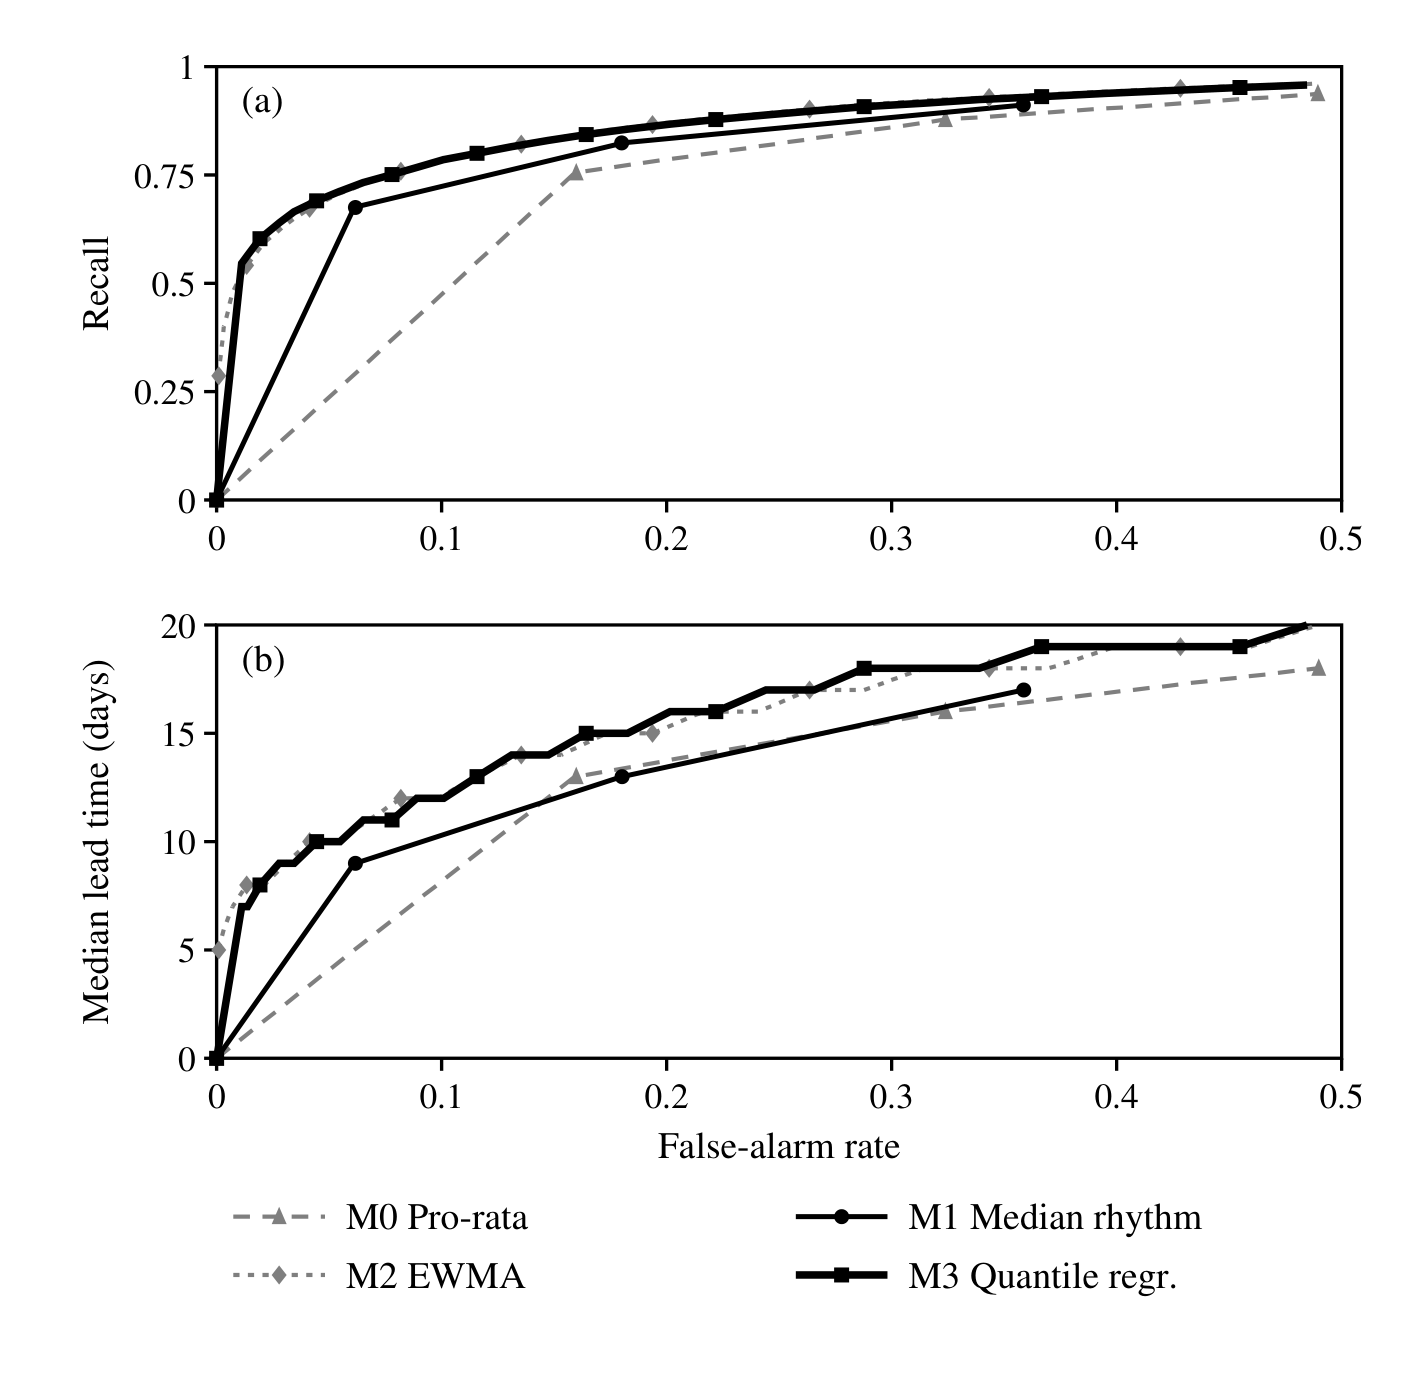 1
(a)
0.75
0.5
0.25
0
Recall
0 0.1 0.2 0.3 0.4 0.5
20
(b)
15
10
5
0
Median lead time (days)
0 0.1 0.2 0.3 0.4 0.5
False-alarm rate
M0 Pro-rata M1 Median rhythm
M2 EWMA M3 Quantile regr.